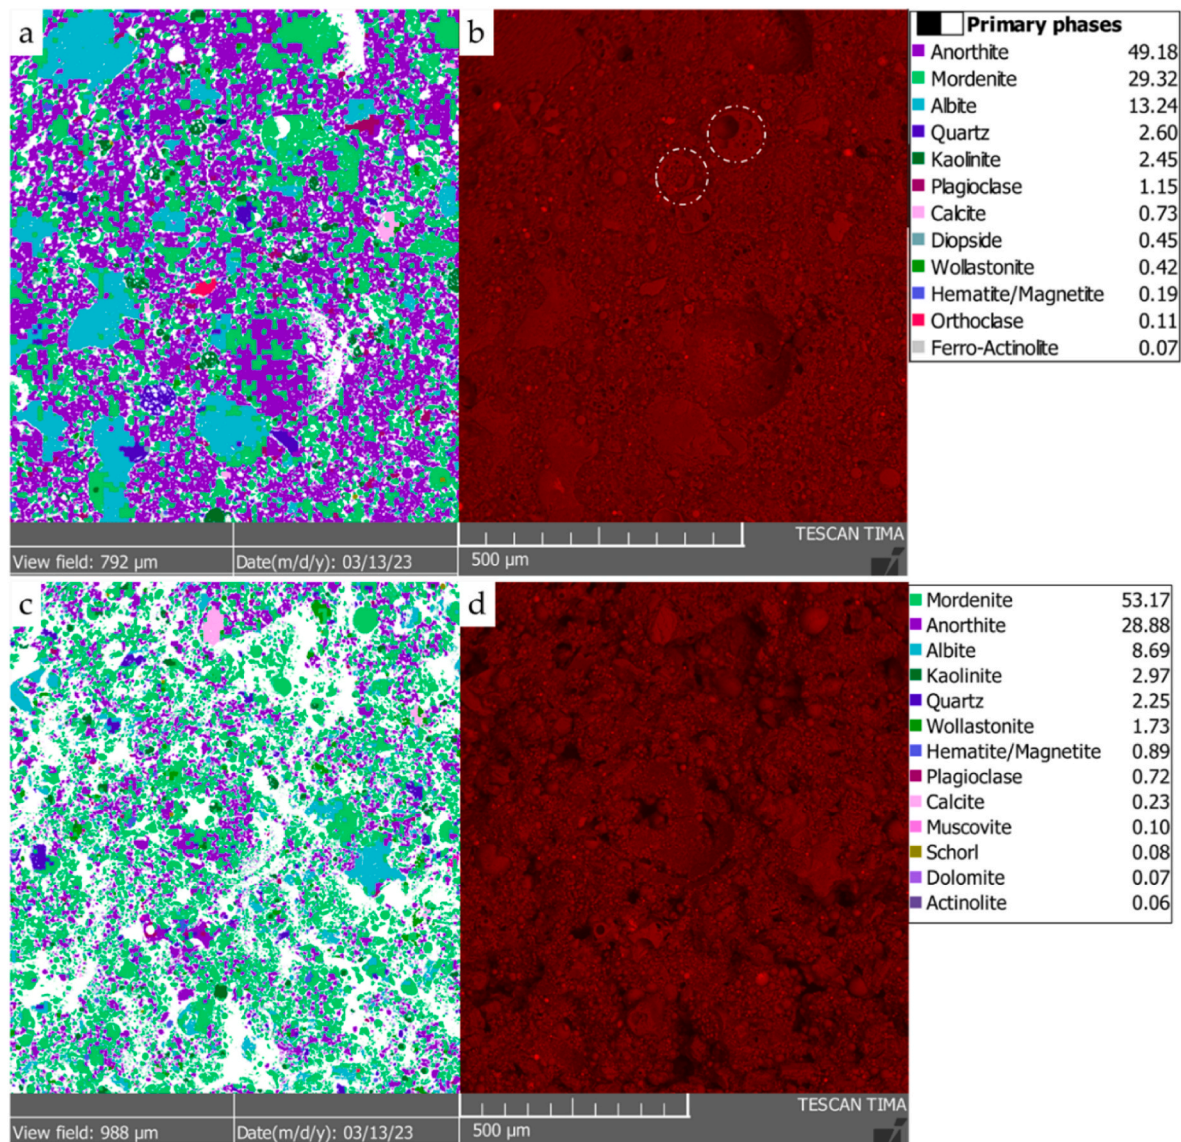 a
b
Primary phases
Anorthite 49.18
Mordenite 29.32
Albite 13.24
Quartz 2.60
Kaolinite 2.45
Plagioclase 1.15
Calcite 0.73
Diopside 0.45
Wollastonite 0.42
Hematite/Magnetite 0.19
Orthoclase 0.11
Ferro-Actinolite 0.07
TESCAN TIMA
View field: 792 µm
Date(m/d/y): 03/13/23
500 µm
c
d
Mordenite 53.17
Anorthite 28.88
Albite 8.69
Kaolinite 2.97
Quartz 2.25
Wollastonite 1.73
Hematite/Magnetite 0.89
Plagioclase 0.72
Calcite 0.23
Muscovite 0.10
Schorl 0.08
Dolomite 0.07
Actinolite 0.06
TESCAN TIMA
View field: 988 µm
Date(m/d/y): 03/13/23
500 µm